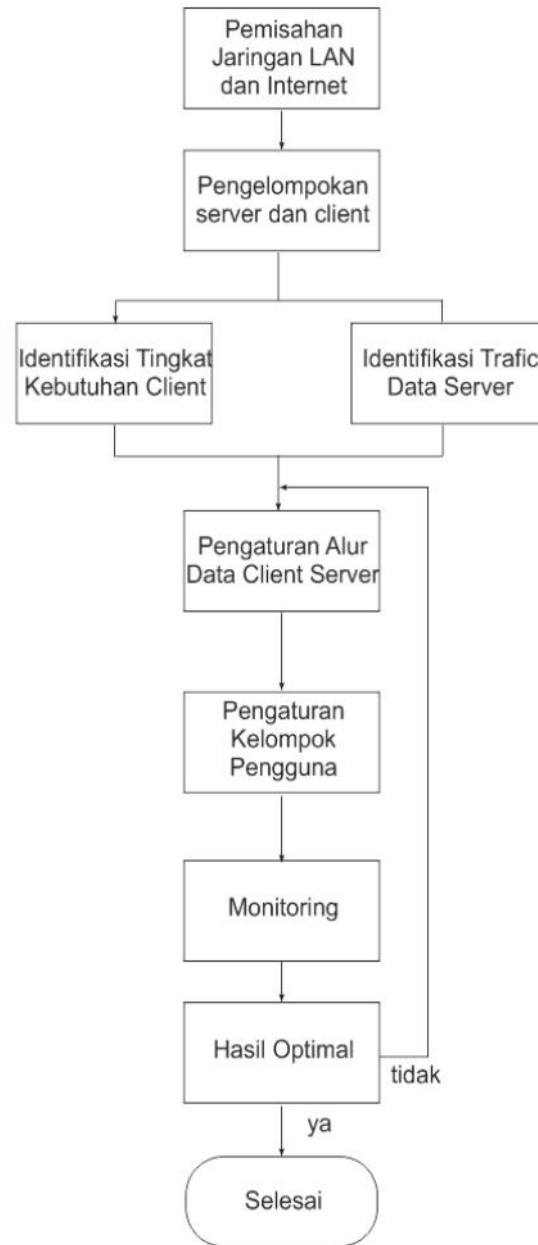 Pemisahan
Jaringan LAN
dan Internet
Pengelompokan
server dan client
Identifikasi Tingkat
Kebutuhan Client
Identifikasi Trafic
Data Server
Pengaturan Alur
Data Client Server
Pengaturan
Kelompok
Pengguna
Monitoring
Hasil Optimal
tidak
ya
Selesai